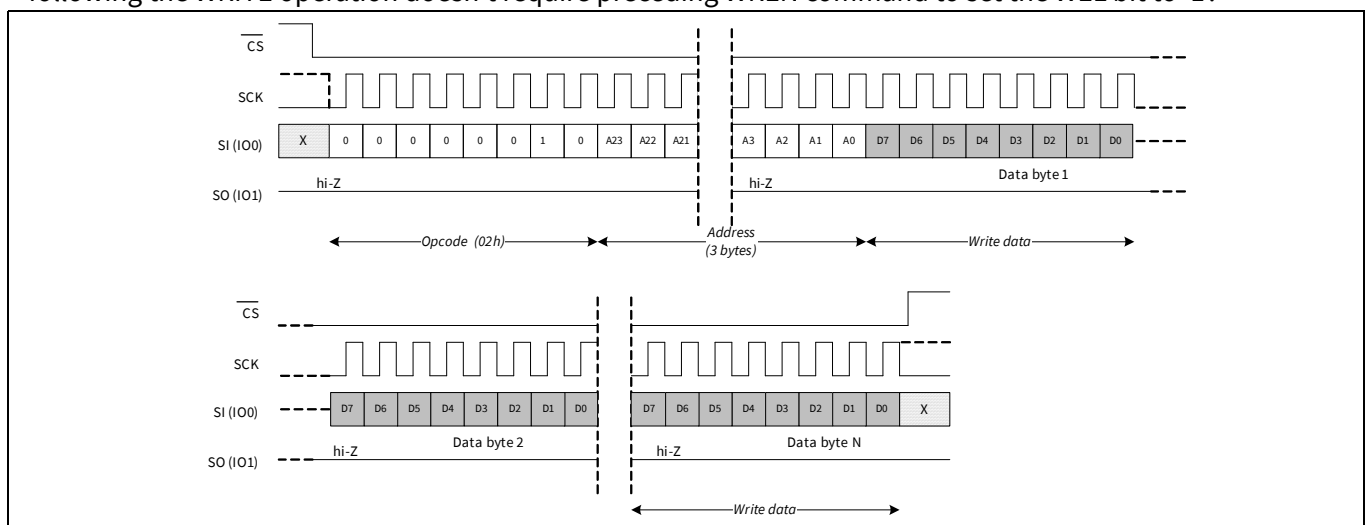 following the WRITE operation doesn't require preceding WREN command to set the WEL bit to '1'.
CS
SCK
SI (IO0) X 0 0 0 0 0 0 1 0 A23 A22 A21 A3 A2 A1 A0 D7 D6 D5 D4 D3 D2 D1 D0
hi-Z hi-Z Data byte 1
SO (IO1)
Opcode (02h) Address Write data
(3 bytes)
CS
SCK
SI (IO0) D7 D6 D5 D4 D3 D2 D1 D0 D7 D6 D5 D4 D3 D2 D1 D0 X
hi-Z Data byte 2 hi-Z Data byte N
SO (IO1)
Write data